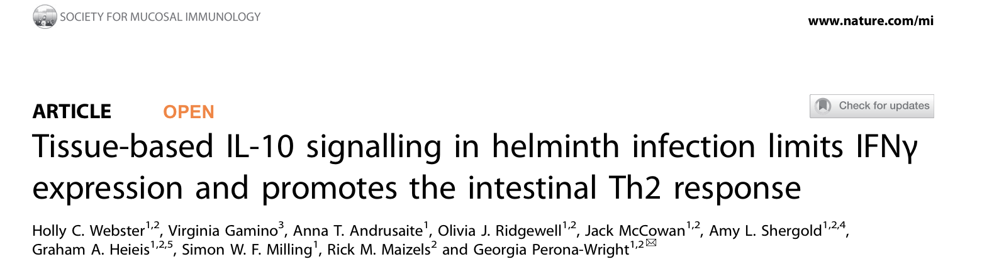 SOCIETY FOR MUCOSAL IMMUNOLOGY
www.nature.com/mi
ARTICLE OPEN
Check for updates
Tissue-based IL-10 signalling in helminth infection limits IFNγ
expression and promotes the intestinal Th2 response
Holly C. Webster1,2, Virginia Gamino3, Anna T. Andrusaite1, Olivia J. Ridgewell1,2, Jack McCowan1,2, Amy L. Shergold1,2,4,
Graham A. Heieis1,2,5, Simon W. F. Milling1, Rick M. Maizels2 and Georgia Perona-Wright1,2✉